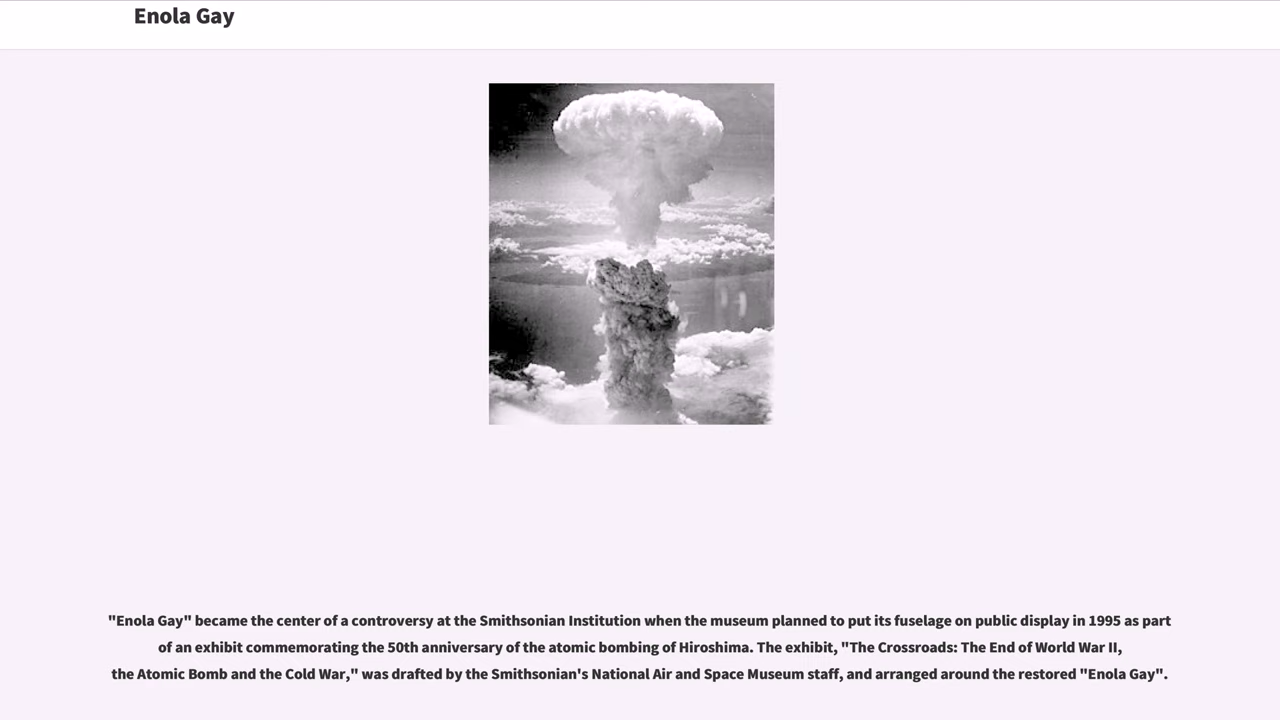 Enola Gay
"Enola Gay" became the center of a controversy at the Smithsonian Institution when the museum planned to put its fuselage on public display in 1995 as part
of an exhibit commemorating the 50th anniversary of the atomic bombing of Hiroshima. The exhibit, "The Crossroads: The End of World War II,
the Atomic Bomb and the Cold War," was drafted by the Smithsonian's National Air and Space Museum staff, and arranged around the restored "Enola Gay".